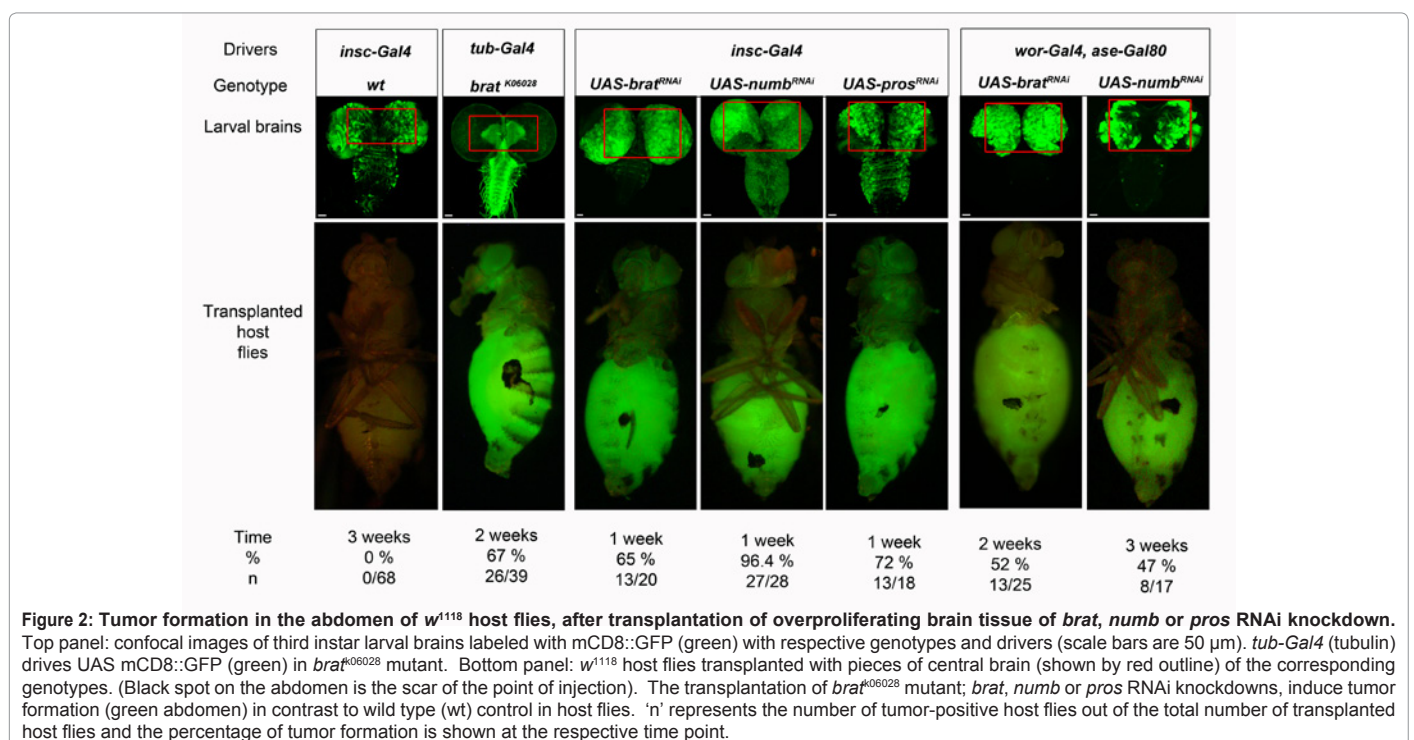 Drivers insc-Gal4 tub-Gal4 insc-Gal4 wor-Gal4, ase-Gal80
Genotype wt brat K06028 UAS-bratRNAi UAS-numbRNAi UAS-prosRNAi UAS-bratRNAi UAS-numbRNAi
Larval brains
Transplanted
host
flies
Time 3 weeks 2 weeks 1 week 1 week 1 week 2 weeks 3 weeks
% 0 % 67 % 65 % 96.4 % 72 % 52 % 47 %
n 0/68 26/39 13/20 27/28 13/18 13/25 8/17
Figure 2: Tumor formation in the abdomen of w1118 host flies, after transplantation of overproliferating brain tissue of brat, numb or pros RNAi knockdown.
Top panel: confocal images of third instar larval brains labeled with mCD8::GFP (green) with respective genotypes and drivers (scale bars are 50 µm). tub-Gal4 (tubulin)
drives UAS mCD8::GFP (green) in bratk06028 mutant. Bottom panel: w1118 host flies transplanted with pieces of central brain (shown by red outline) of the corresponding
genotypes. (Black spot on the abdomen is the scar of the point of injection). The transplantation of bratk06028 mutant; brat, numb or pros RNAi knockdowns, induce tumor
formation (green abdomen) in contrast to wild type (wt) control in host flies. ‘n’ represents the number of tumor-positive host flies out of the total number of transplanted
host flies and the percentage of tumor formation is shown at the respective time point.